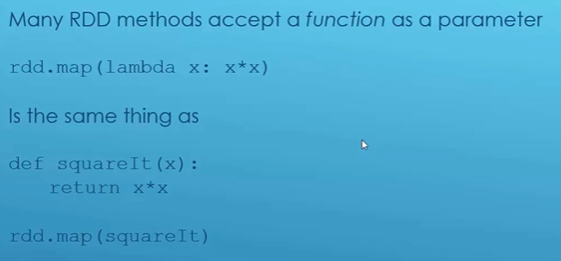 Many RDD methods accept a function as a parameter
rdd.map(lambda x: x*x)
Is the same thing as
def squareIt(x):
    return x*x
rdd.map(squareIt)